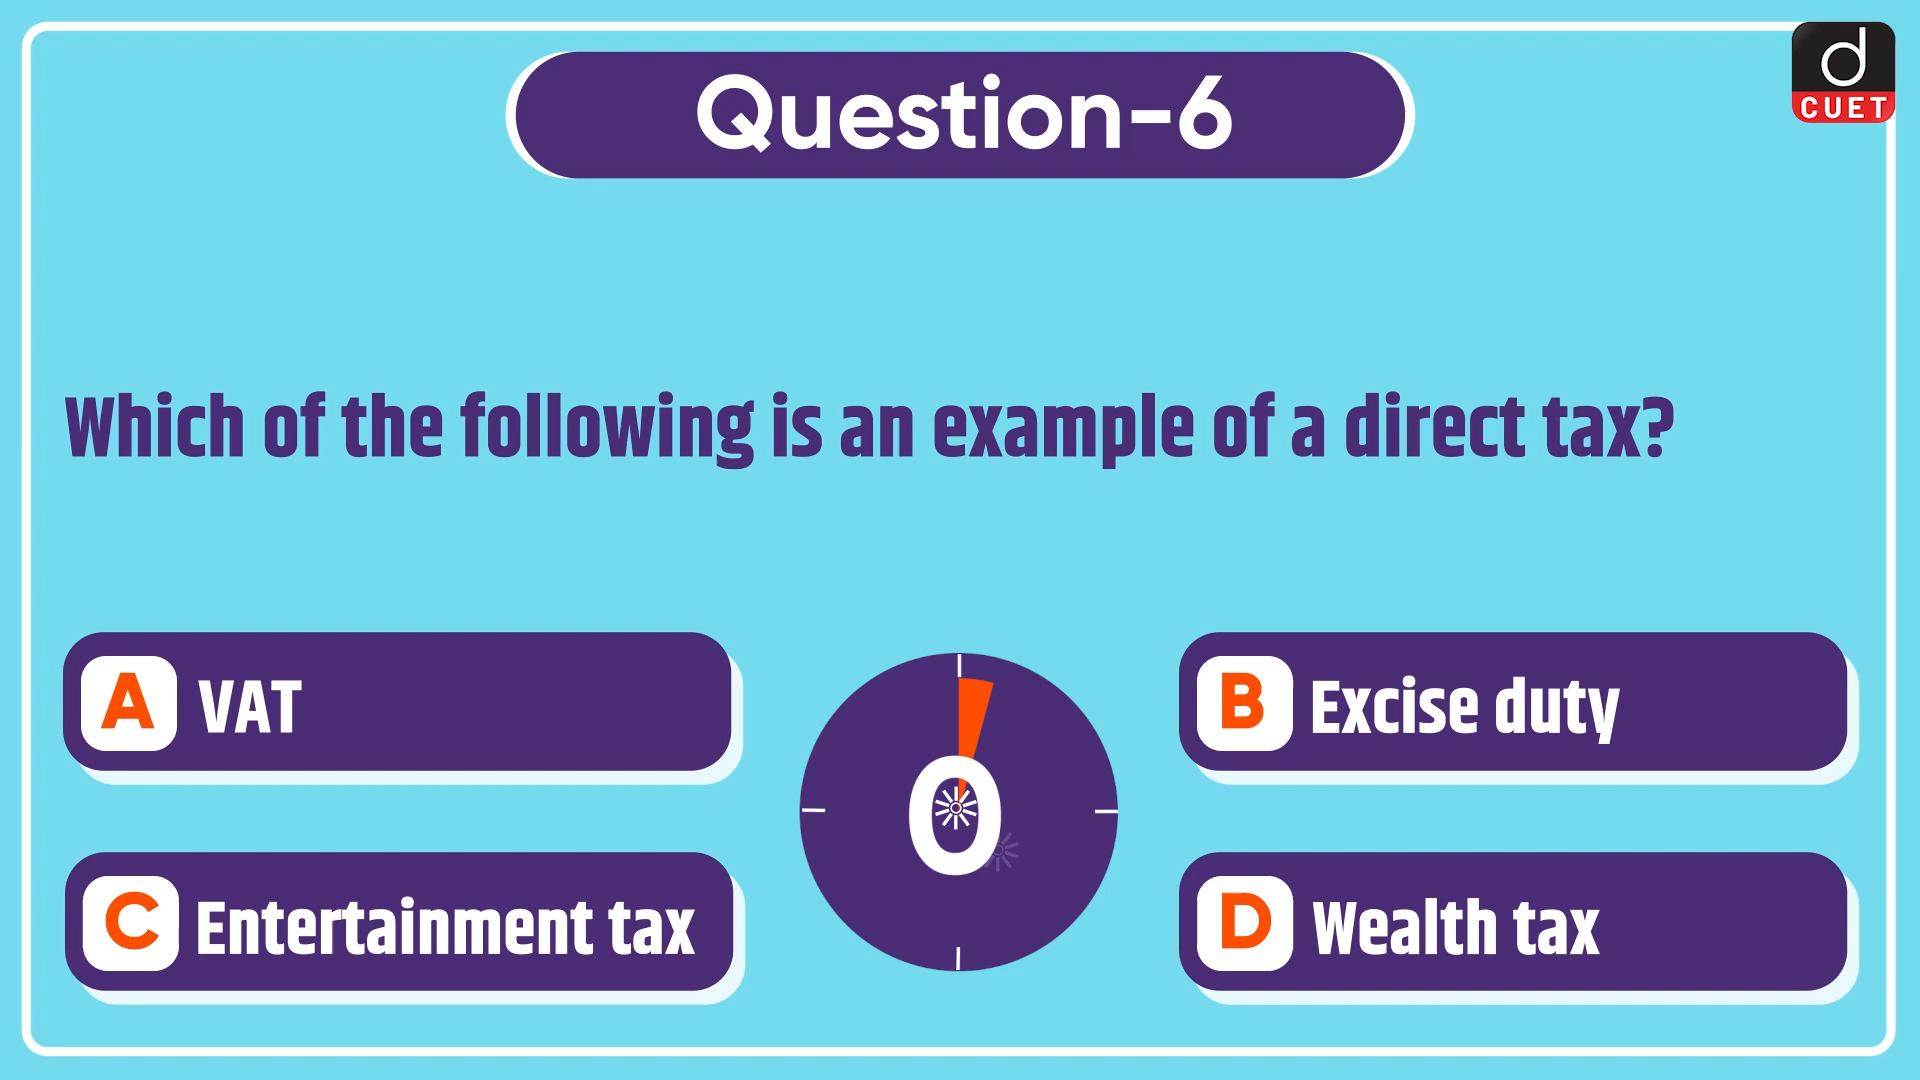 d
CUET
Question-6
Which of the following is an example of a direct tax?
A VAT
B Excise duty
0
C Entertainment tax
D Wealth tax